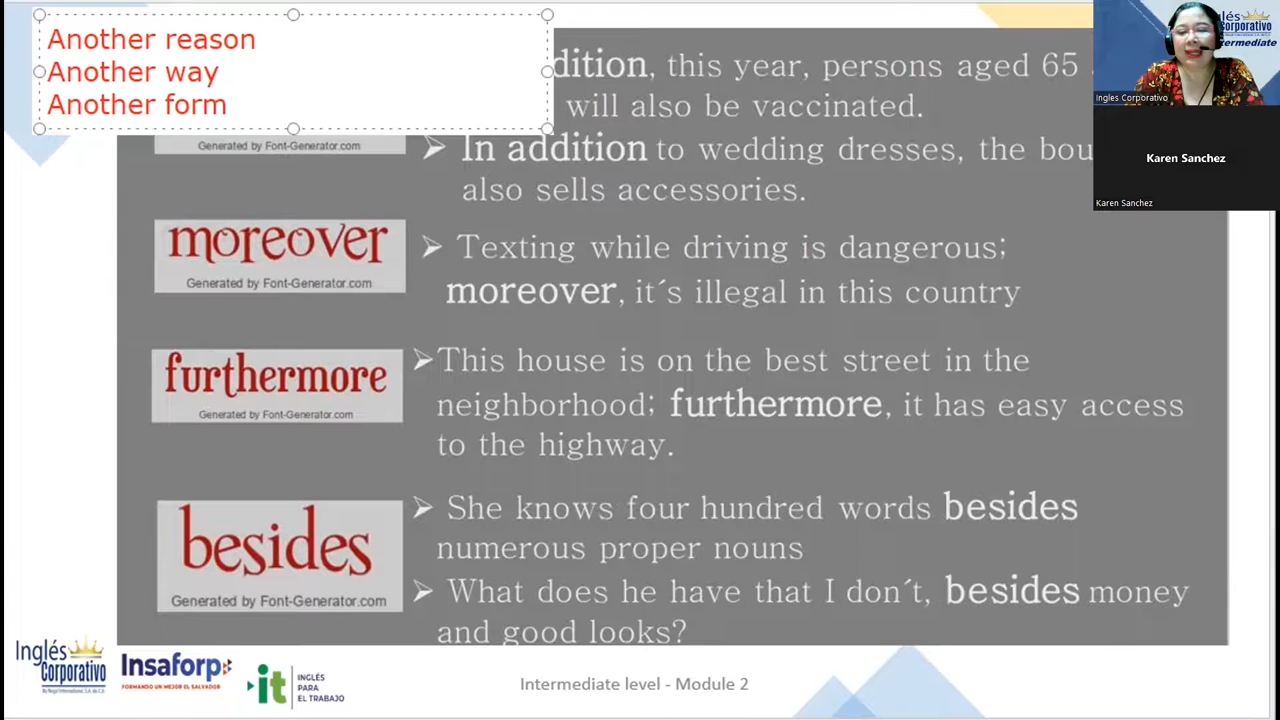 Another reason
Another way
Another form
dition, this year, persons aged 65
will also be vaccinated.
Generated by Font-Generator.com
In addition to wedding dresses, the bou
also sells accessories.
moreover
Generated by Font-Generator.com
Texting while driving is dangerous;
moreover, it´s illegal in this country
furthermore
Generated by Font-Generator.com
This house is on the best street in the
neighborhood; furthermore, it has easy access
to the highway.
besides
Generated by Font-Generator.com
She knows four hundred words besides
numerous proper nouns
What does he have that I don´t, besides money
and good looks?
Inglés
Corporativo
Insaforp
FORMANDO UN MEJOR EL SALVADOR
it
INGLÉS
PARA
EL TRABAJO
Intermediate level - Module 2
glés
Corporativo
ntermediate
Ingles Corporativo
Karen Sanchez
Karen Sanchez